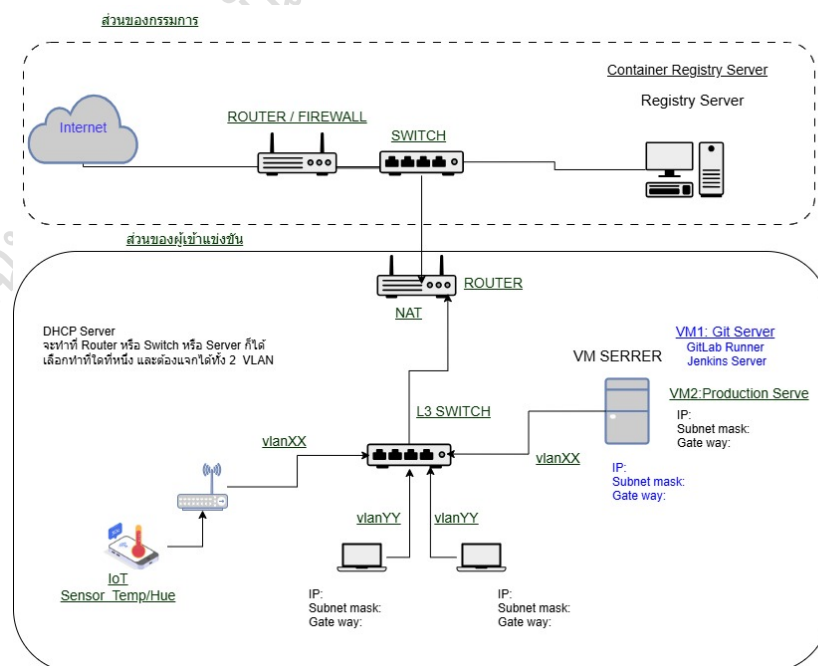 ส่วนของกรรมการ
Container Registry Server
Registry Server
Internet
ROUTER / FIREWALL
SWITCH
ส่วนของผู้เข้าแข่งขัน
ROUTER
NAT
DHCP Server
จะทำที่ Router หรือ Switch หรือ Server ก็ได้
เลือกทำที่ใดที่หนึ่ง และต้องแจกได้ทั้ง 2 VLAN
VM1: Git Server
GitLab Runner
Jenkins Server
VM SERRER
VM2:Production Serve
IP:
Subnet mask:
Gate way:
L3 SWITCH
vlanXX
vlanXX
IP:
Subnet mask:
Gate way:
vlanYY
vlanYY
IoT
Sensor Temp/Hue
IP:
Subnet mask:
Gate way:
IP:
Subnet mask:
Gate way: